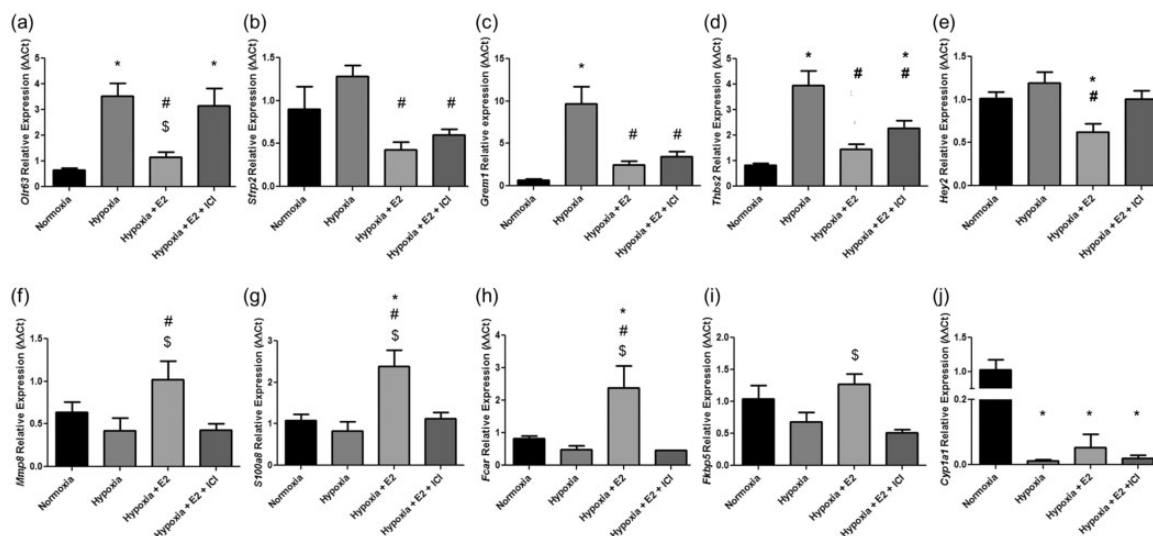 (a)
Olr63 Relative Expression (ΔΔCt)
5
4
3
2
1
0
*
#
$
*
Normoxia
Hypoxia
Hypoxia + E2
Hypoxia + E2 + ICI
(b)
Sfrp2 Relative Expression (ΔΔCt)
1.5
1.0
0.5
0.0
#
#
Normoxia
Hypoxia
Hypoxia + E2
Hypoxia + E2 + ICI
(c)
Grem1 Relative expression (ΔΔCt)
15
10
5
0
*
#
#
Normoxia
Hypoxia
Hypoxia + E2
Hypoxia + E2 + ICI
(d)
Thbs2 Relative Expression (ΔΔCt)
5
4
3
2
1
0
*
#
*
#
Normoxia
Hypoxia
Hypoxia + E2
Hypoxia + E2 + ICI
(e)
Hey2 Relative Expression (ΔΔCt)
1.5
1.0
0.5
0.0
*
#
Normoxia
Hypoxia
Hypoxia + E2
Hypoxia + E2 + ICI
(f)
Mmp8 Relative Expression (ΔΔCt)
1.5
1.0
0.5
0.0
#
$
Normoxia
Hypoxia
Hypoxia + E2
Hypoxia + E2 + ICI
(g)
S100a8 Relative Expression (ΔΔCt)
3
2
1
0
*
#
$
Normoxia
Hypoxia
Hypoxia + E2
Hypoxia + E2 + ICI
(h)
Fcar Relative Expression (ΔΔCt)
4
3
2
1
0
*
#
$
Normoxia
Hypoxia
Hypoxia + E2
Hypoxia + E2 + ICI
(i)
Fkbp5 Relative Expression (ΔΔCt)
2.0
1.5
1.0
0.5
0.0
$
Normoxia
Hypoxia
Hypoxia + E2
Hypoxia + E2 + ICI
(j)
Cyp1a1 Relative Expression (ΔΔCt)
1.0
0.2
0.0
*
*
*
Normoxia
Hypoxia
Hypoxia + E2
Hypoxia + E2 +ICI